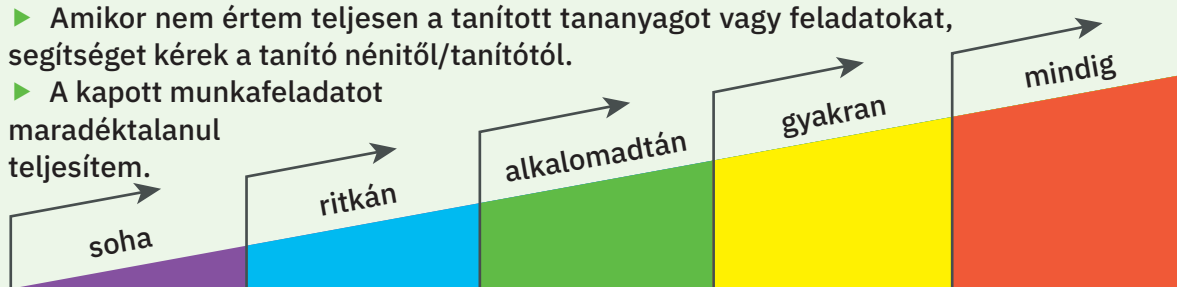 ▶ Amikor nem értem teljesen a tanított tananyagot vagy feladatokat,
segítséget kérek a tanító nénitől/tanítótól.
▶ A kapott munkafeladatot
maradéktalanul
teljesítem.
soha
ritkán
alkalomadtán
gyakran
mindig